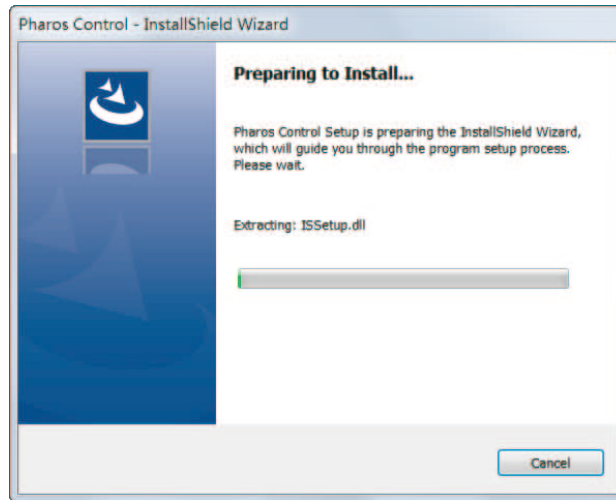 Pharos Control - InstallShield Wizard
Preparing to Install...
Pharos Control Setup is preparing the InstallShield Wizard,
which will guide you through the program setup process.
Please wait.
Extracting: ISSetup.dll
Cancel